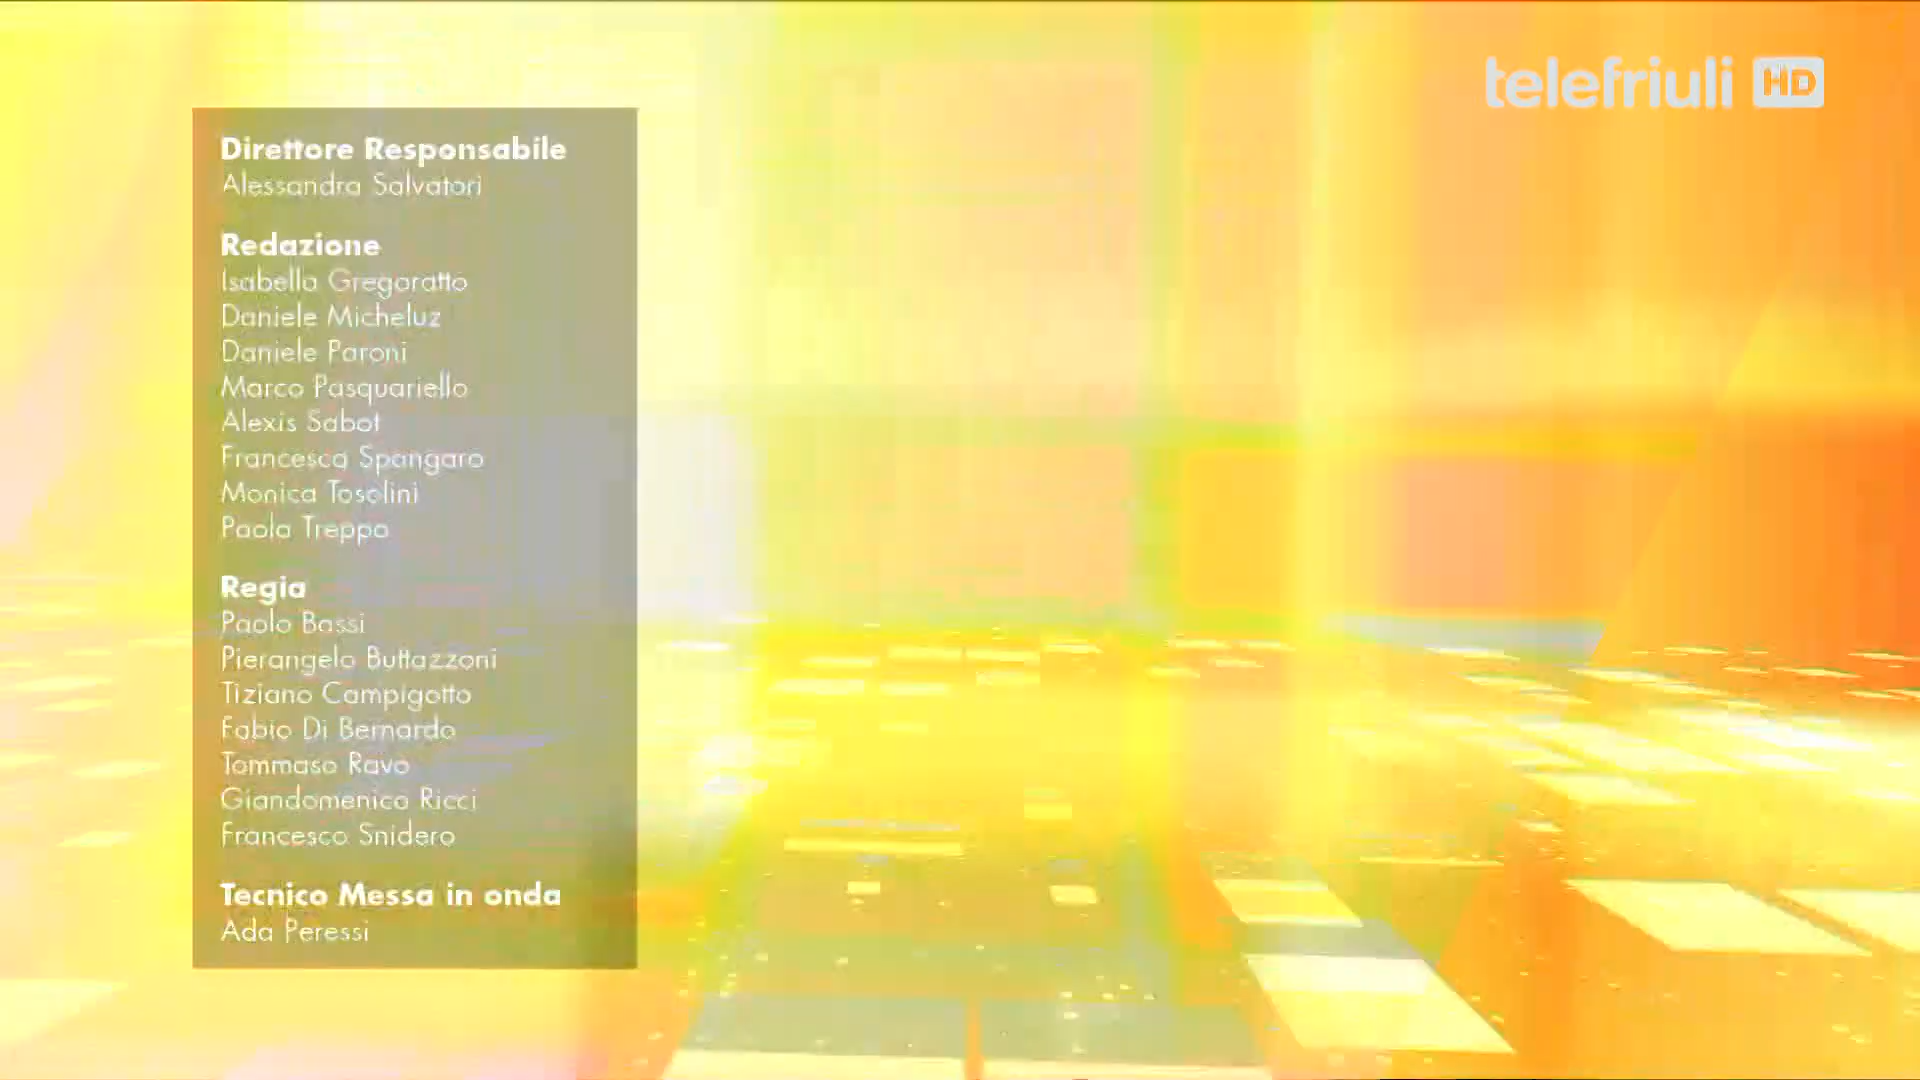 telefriuli HD
Direttore Responsabile
Alessandra Salvatori
Redazione
Isabella Gregoratto
Daniele Micheluz
Daniele Paroni
Marco Pasquariello
Alexis Sabot
Francesca Spangaro
Monica Tosolini
Paola Treppo
Regia
Paolo Bassi
Pierangelo Buttazzoni
Tiziano Campigotto
Fabio Di Bernardo
Tommaso Ravo
Giandomenico Ricci
Francesco Snidero
Tecnico Messa in onda
Ada Peressi